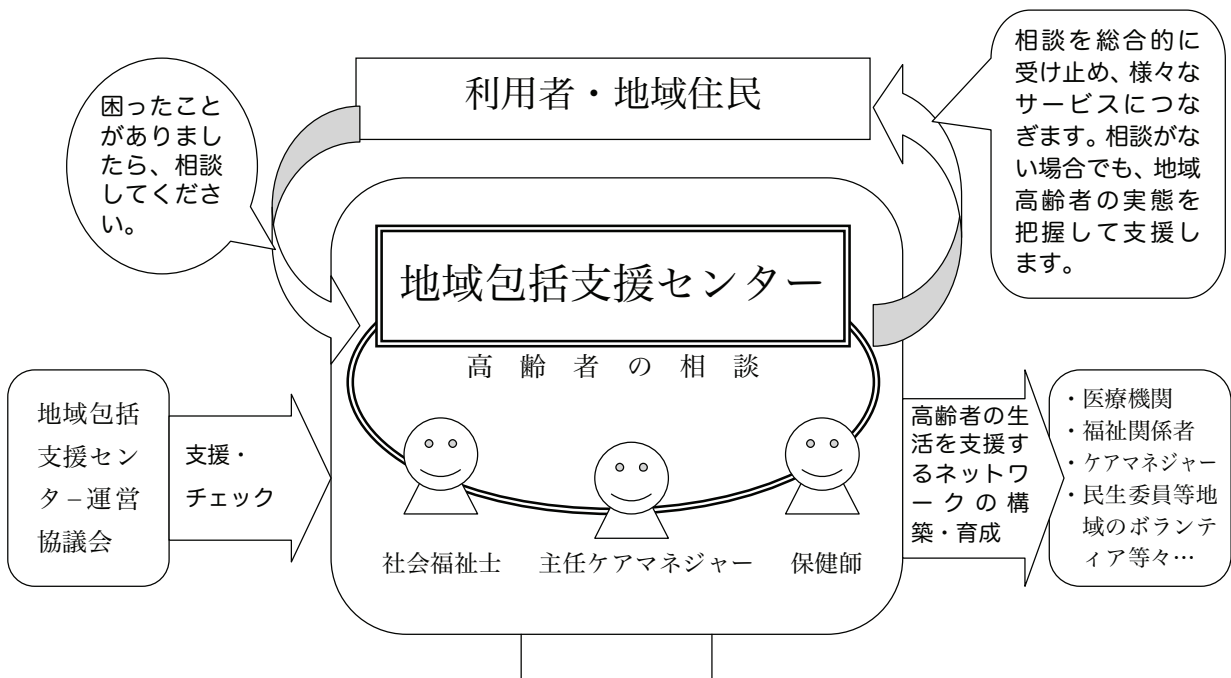 利用者・地域住民
困ったこと
がありまし
たら、相談
してくださ
い。
相談を総合的に
受け止め、様々な
サービスにつな
ぎます。相談がな
い場合でも、地域
高齢者の実態を
把握して支援し
ます。
地域包括支援センター
高齢者の相談
地域包括
支援セン
ター運営
協議会
支援・
チェック
社会福祉士
主任ケアマネジャー
保健師
高齢者の生
活を支援す
るネットワ
ークの構
築・育成
・医療機関
・福祉関係者
・ケアマネジャー
・民生委員等地
域のボランテ
ィア等々…